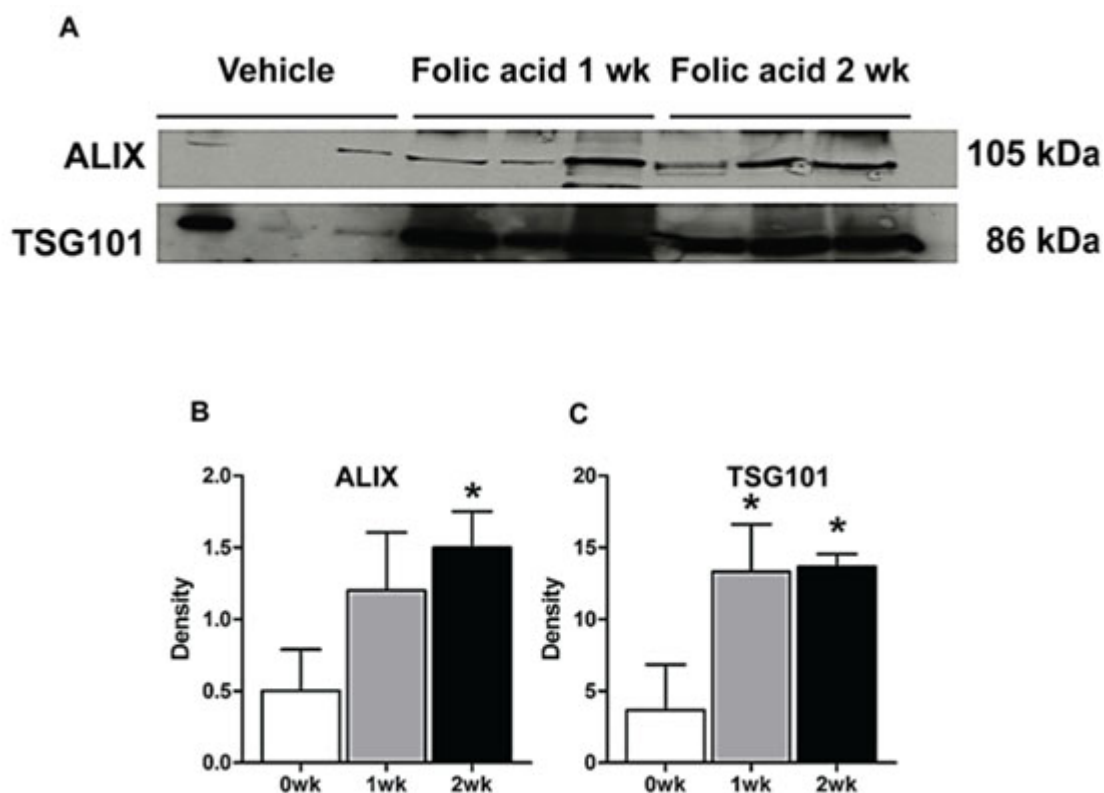 A
Vehicle Folic acid 1 wk Folic acid 2 wk
ALIX 105 kDa
TSG101 86 kDa
B
ALIX
*
2.0
1.5
1.0
0.5
0.0
Density
0wk 1wk 2wk
C
TSG101
* *
20
15
10
5
0
Density
0wk 1wk 2wk